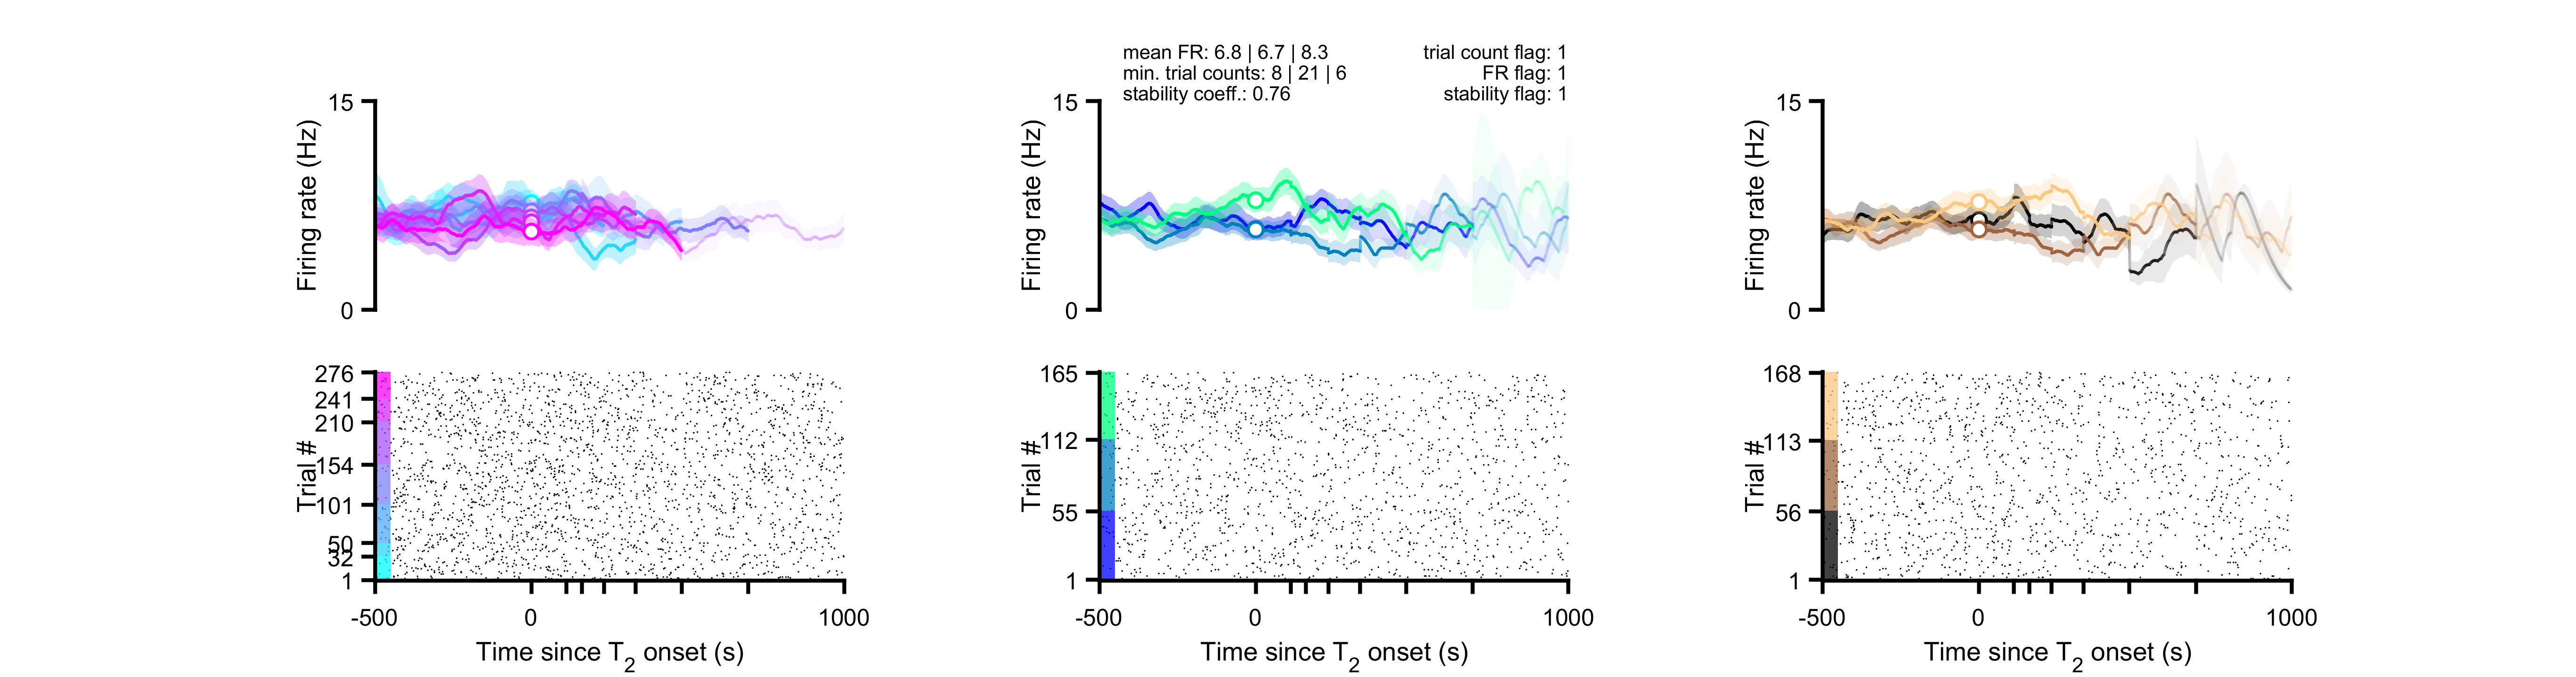 mean FR: 6.8 | 6.7 | 8.3
min. trial counts: 8 | 21 | 6
stability coeff.: 0.76
trial count flag: 1
FR flag: 1
stability flag: 1
15
Firing rate (Hz)
0
15
Firing rate (Hz)
0
15
Firing rate (Hz)
0
276
241
210
154
101
50
32
1
Trial #
-500
0
1000
Time since T2 onset (s)
165
112
55
1
Trial #
-500
0
1000
Time since T2 onset (s)
168
113
56
1
Trial #
-500
0
1000
Time since T2 onset (s)